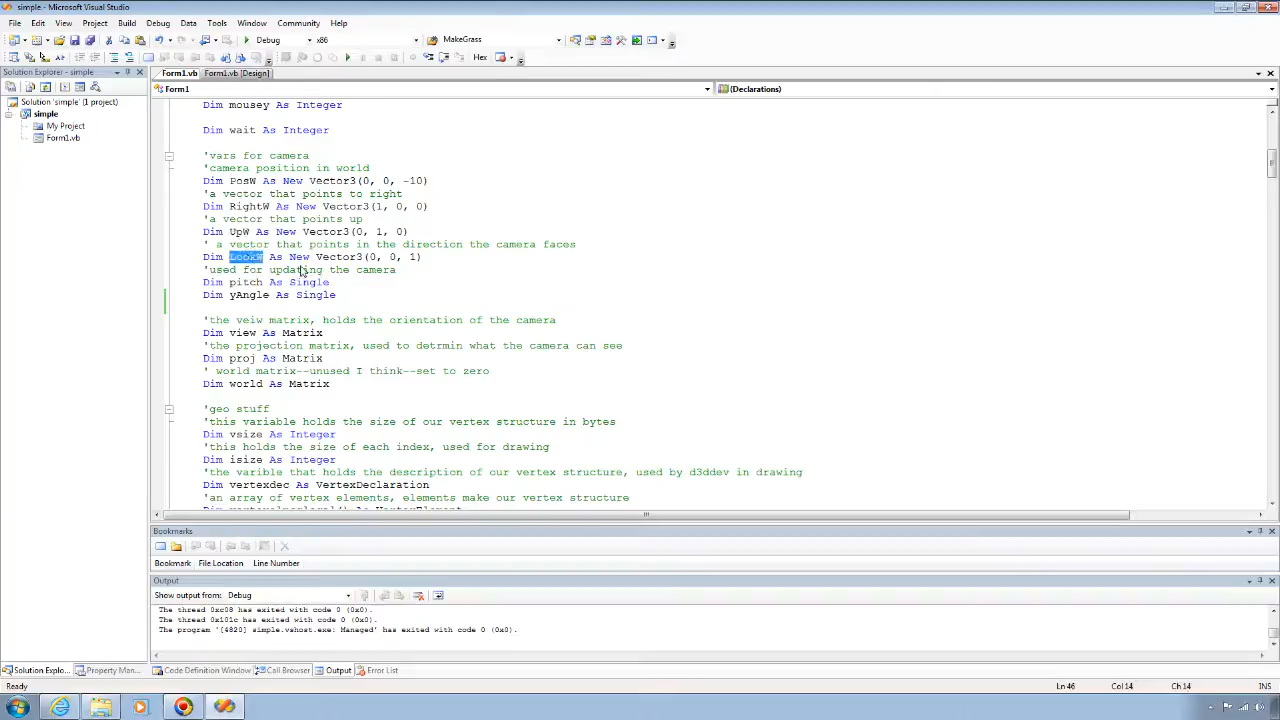 simple - Microsoft Visual Studio
File Edit View Project Build Debug Data Tools Window Community Help
Debug x86 MakeGrass
Hex
Solution Explorer - simple
Form1.vb Form1.vb [Design]
Form1 (Declarations)
Solution 'simple' (1 project)
simple
My Project
Form1.vb
Dim mousey As Integer
Dim wait As Integer
'vars for camera
'camera position in world
Dim PosW As New Vector3(0, 0, -10)
'a vector that points to right
Dim RightW As New Vector3(1, 0, 0)
'a vector that points up
Dim UpW As New Vector3(0, 1, 0)
' a vector that points in the direction the camera faces
Dim LookW As New Vector3(0, 0, 1)
'used for updating the camera
Dim pitch As Single
Dim yAngle As Single
'the veiw matrix, holds the orientation of the camera
Dim view As Matrix
'the projection matrix, used to detrmin what the camera can see
Dim proj As Matrix
' world matrix--unused I think--set to zero
Dim world As Matrix
'geo stuff
'this variable holds the size of our vertex structure in bytes
Dim vsize As Integer
'this holds the size of each index, used for drawing
Dim isize As Integer
'the varible that holds the description of our vertex structure, used by d3ddev in drawing
Dim vertexdec As VertexDeclaration
'an array of vertex elements, elements make our vertex structure
Bookmarks
Bookmark File Location Line Number
Output
Show output from: Debug
The thread 0xc08 has exited with code 0 (0x0).
The thread 0x101c has exited with code 0 (0x0).
The program '[4820] simple.vshost.exe: Managed' has exited with code 0 (0x0).
Solution Explo... Property Man... Code Definition Window Call Browser Output Error List
Ready Ln 46 Col 14 Ch 14 INS